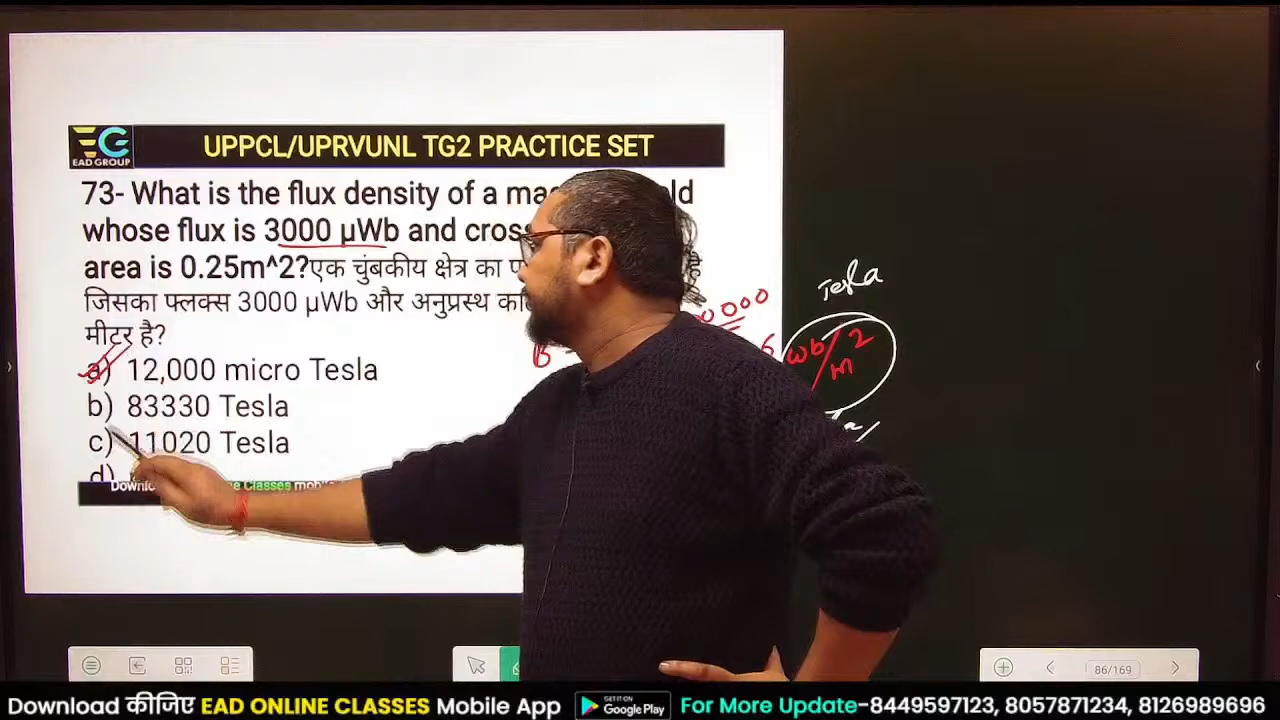 EG
EAD GROUP
UPPCL/UPRVUNL TG2 PRACTICE SET
73- What is the flux density of a
whose flux is 3000 µWb and
area is 0.25m^2?एक चुंबकीय क्षेत्र का है
जिसका फ्लक्स 3000 µWb और अनुप्रस्थ
मीटर है?
a) 12,000 micro Tesla
b) 83330 Tesla
c) 11020 Tesla
d)
Classes
B
Tesla
wb/m²
86/169
Download कीजिए EAD ONLINE CLASSES Mobile App
GET IT ON
Google Play
For More Update-8449597123, 8057871234, 8126989696